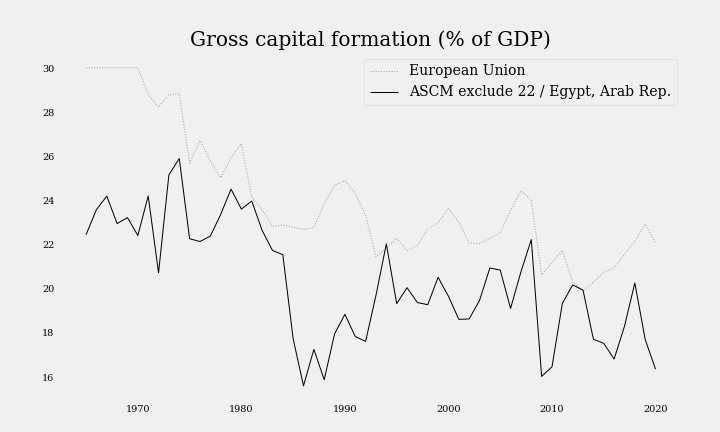 Gross capital formation (% of GDP)
European Union
ASCM exclude 22 / Egypt, Arab Rep.
30
28
26
24
22
20
18
16
1970 1980 1990 2000 2010 2020